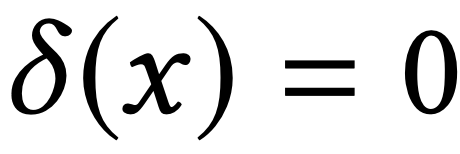 δ(𝒙) = 0